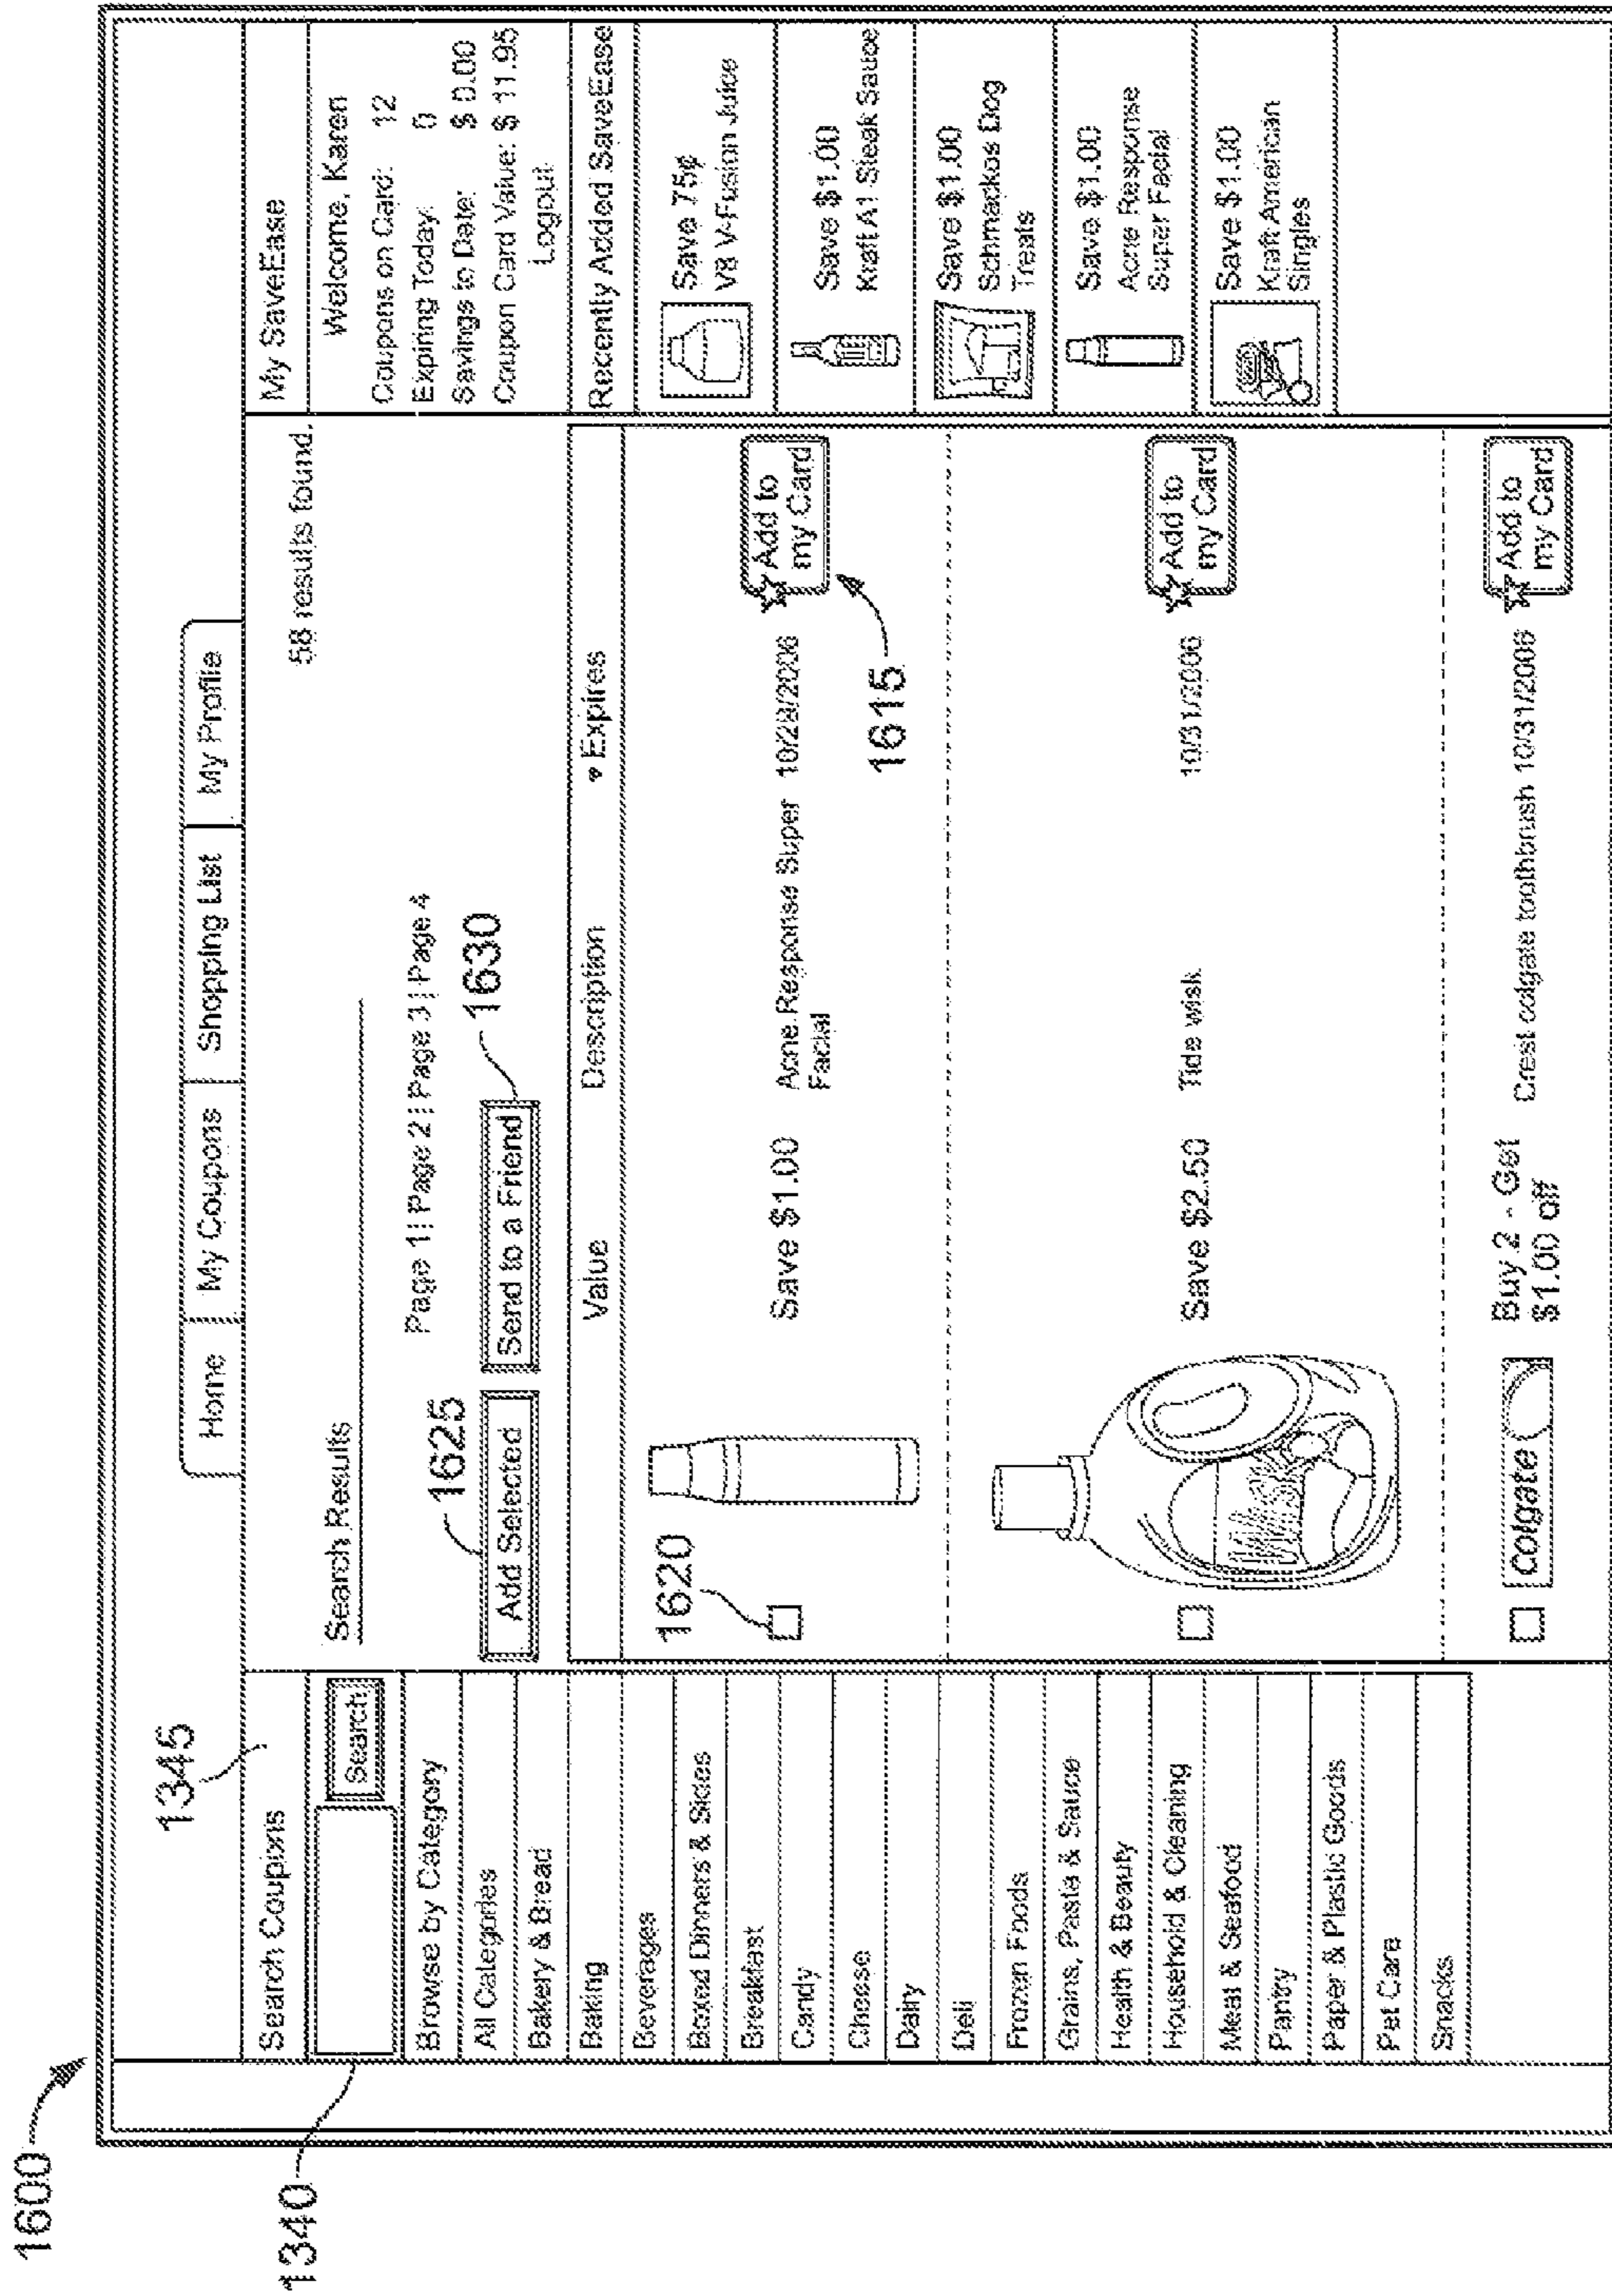 1600
1340
1345
Home
My Coupons
Shopping List
My Profile
Search Coupons
Search
Browse by Category
All Categories
Bakery & Bread
Baking
Beverages
Boxed Dinners & Sides
Breakfast
Candy
Cheese
Dairy
Deli
Frozen Foods
Grains, Pasta & Sauce
Health & Beauty
Household & Cleaning
Meat & Seafood
Pantry
Paper & Plastic Goods
Pet Care
Snacks
Search Results
58 results found.
Page 1 | Page 2 | Page 3 | Page 4
1625
1630
Add Selected
Send to a Friend
Value
Description
Expires
1620
Save $1.00
Acne Response Super
Facial
10/29/2006
Add to
my Card
1615
WISK
Save $2.50
Tide wisk
10/31/2006
Add to
my Card
Colgate
Buy 2 - Get
$1.00 off
Crest colgate toothbrush
10/31/2006
Add to
my Card
My SaveEase
Welcome, Karen
Coupons on Card: 12
Expiring Today: 0
Savings to Date: $ 0.00
Coupon Card Value: $ 11.95
Logout
Recently Added SaveEase
Save 75¢
V8 V-Fusion Juice
Save $1.00
Kraft A1 Steak Sauce
Save $1.00
Schmackos Dog
Treats
Save $1.00
Acne Response
Super Facial
Save $1.00
Kraft American
Singles